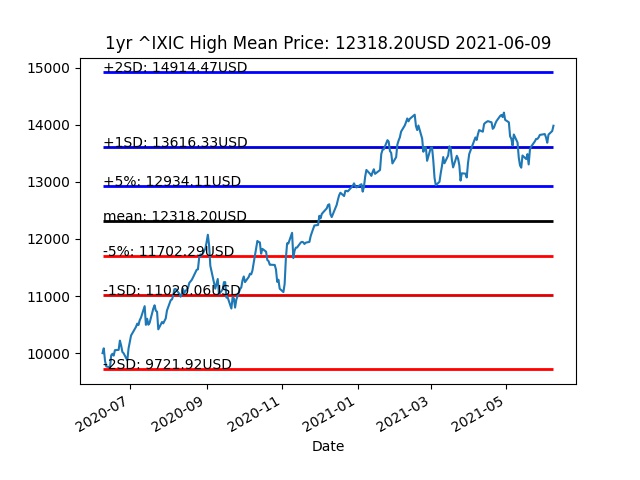 1yr ^IXIC High Mean Price: 12318.20USD 2021-06-09
15000
+2SD: 14914.47USD
14000
+1SD: 13616.33USD
13000
+5%: 12934.11USD
mean: 12318.20USD
12000
-5%: 11702.29USD
11000
-1SD: 11020.06USD
10000
-2SD: 9721.92USD
2020-07
2020-09
2020-11
2021-01
2021-03
2021-05
Date